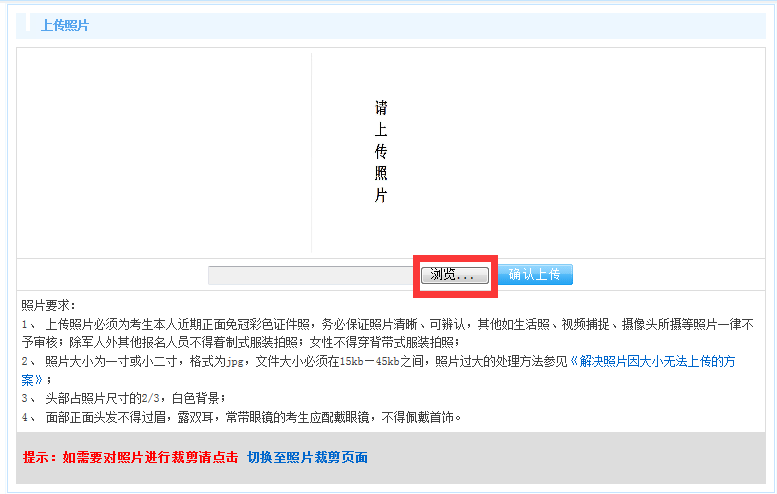 上传照片
请
上
传
照
片
浏览...
确认上传
照片要求：
1、 上传照片必须为考生本人近期正面免冠彩色证件照，务必保证照片清晰、可辨认，其他如生活照、视频捕捉、摄像头所摄等照片一律不
予审核；除军人外其他报名人员不得着制式服装拍照；女性不得穿背带式服装拍照；
2、 照片大小为一寸或小二寸，格式为jpg，文件大小必须在15kb－45kb之间，照片过大的处理方法参见《解决照片因大小无法上传的方
案》；
3、 头部占照片尺寸的2/3，白色背景；
4、 面部正面头发不得过眉，露双耳，常带眼镜的考生应配戴眼镜，不得佩戴首饰。
提示：如需要对照片进行裁剪请点击 切换至照片裁剪页面